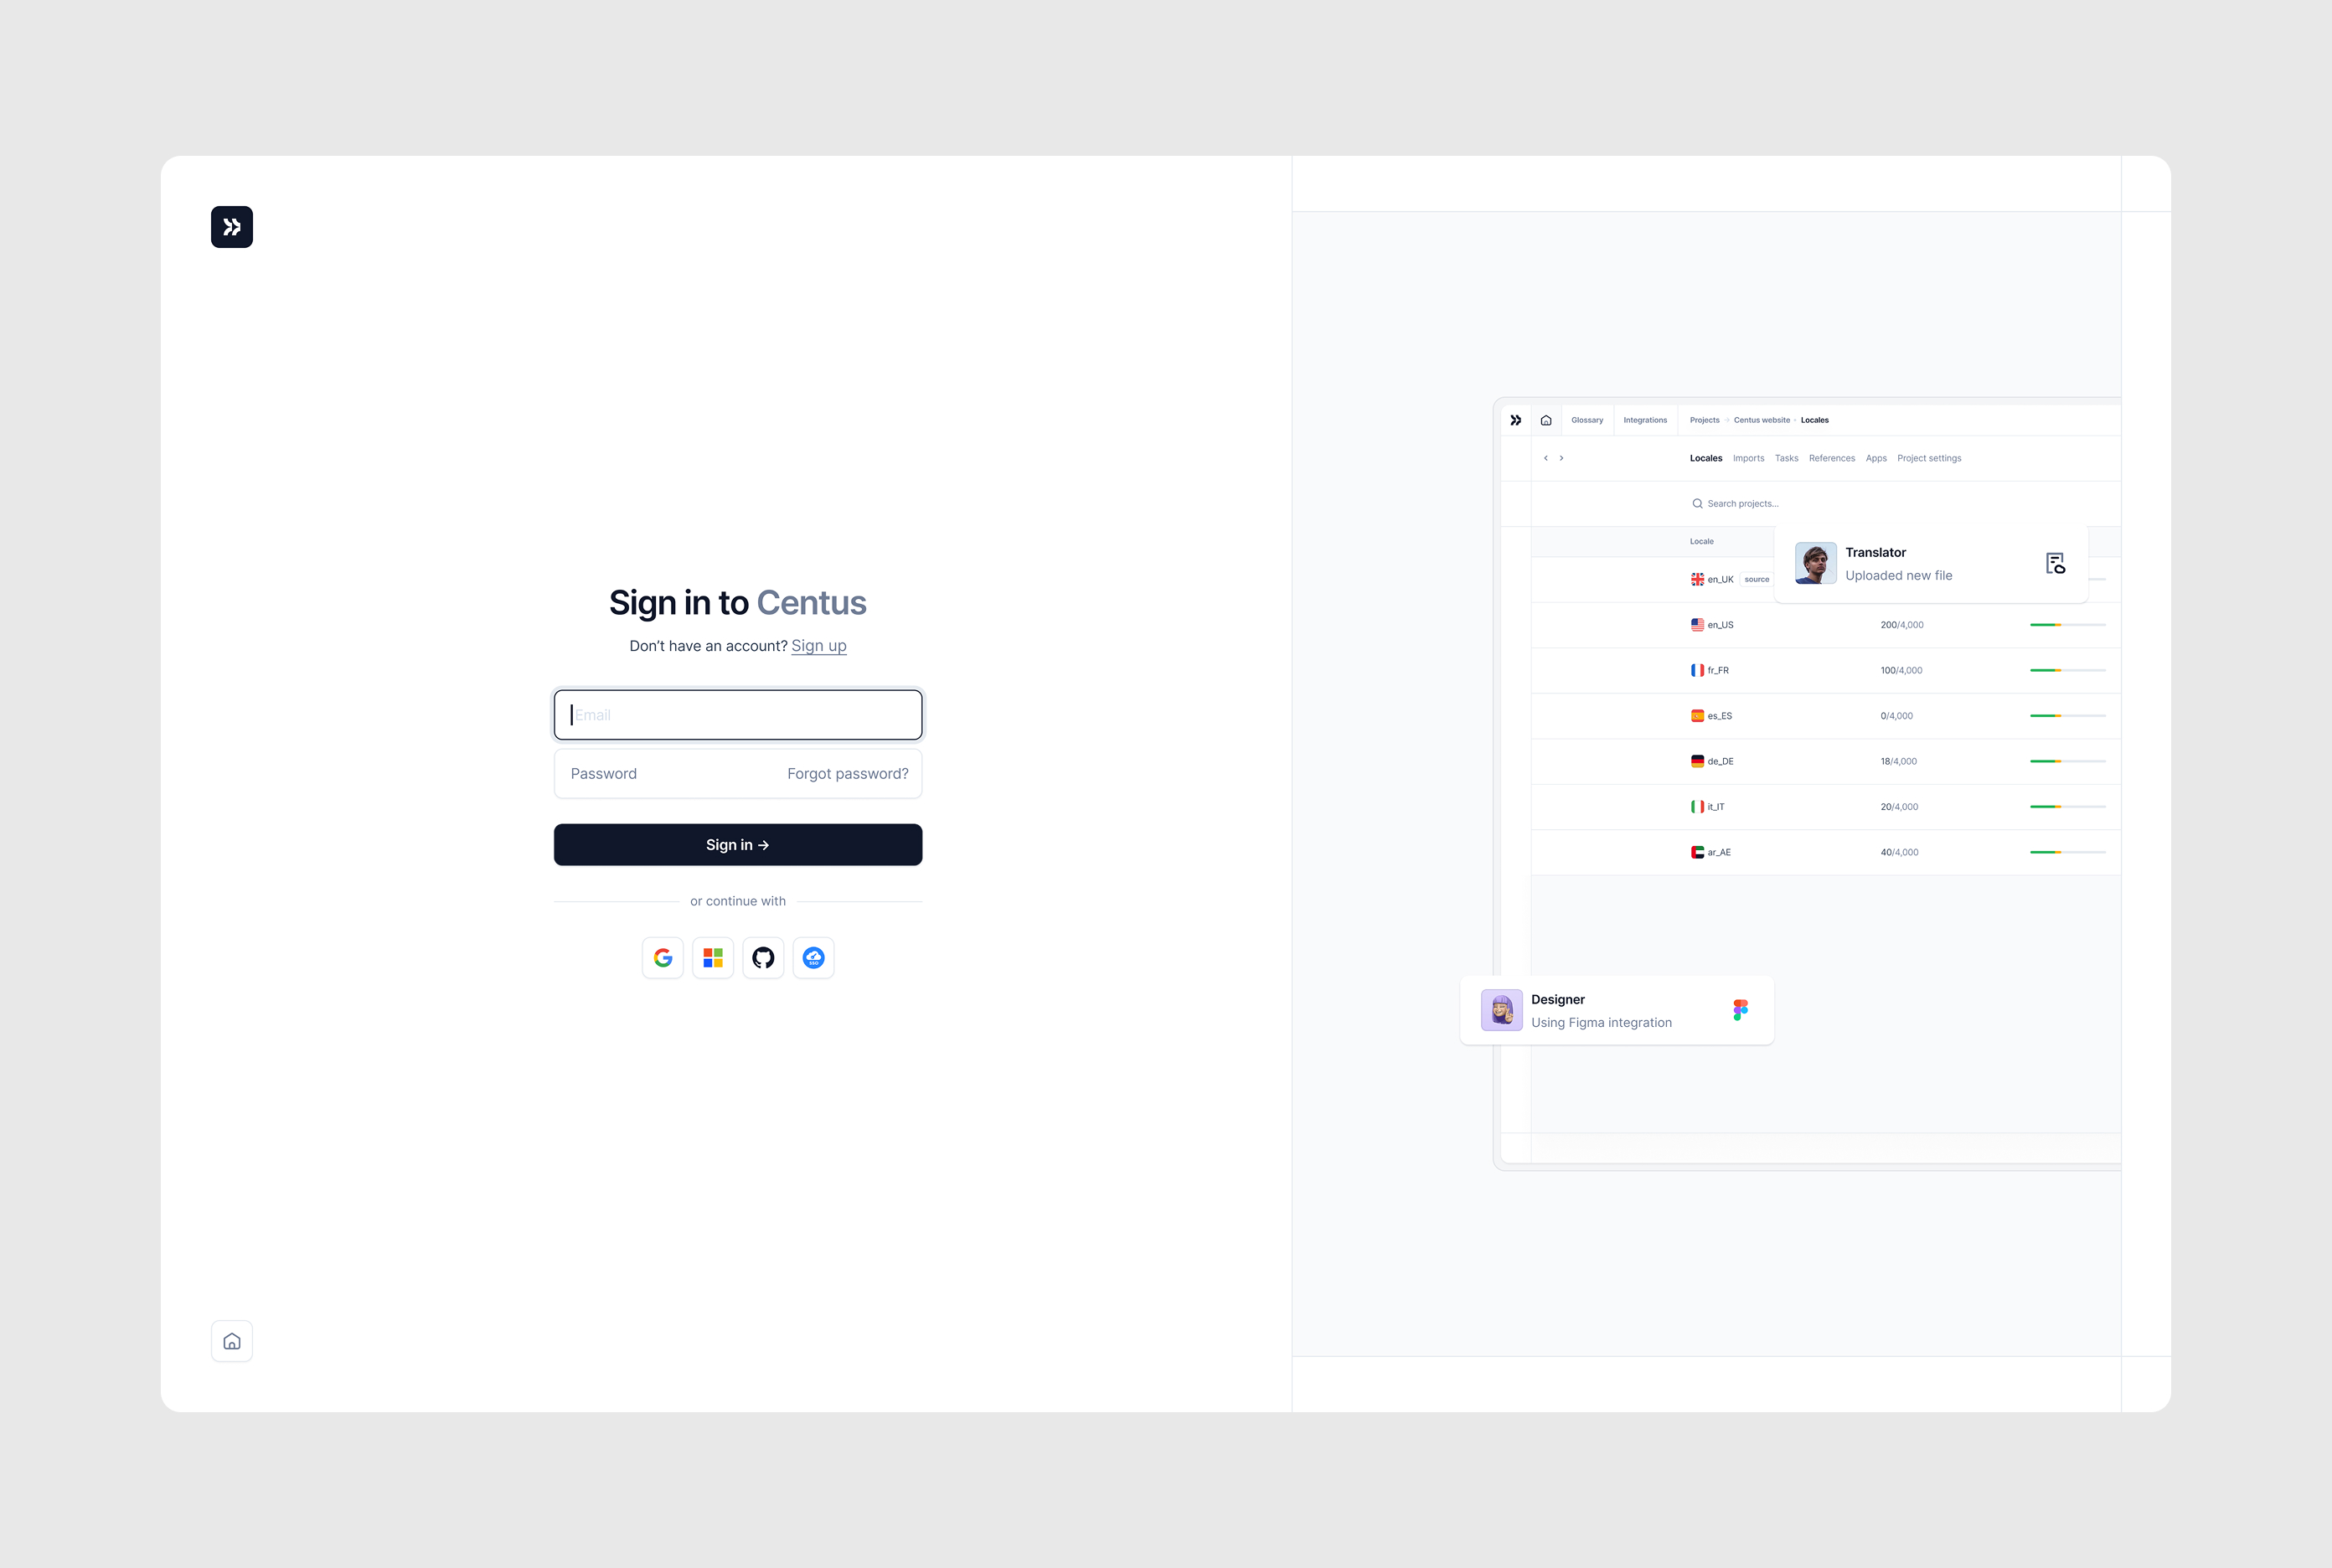 Sign in to Centus
Don’t have an account? Sign up
Email
Password Forgot password?
Sign in →
or continue with
SSO
Glossary Integrations Projects Centus website Locales
Locales Imports Tasks References Apps Project settings
Search projects...
Locale
Translator
Uploaded new file
en_UK source
en_US 200/4,000
fr_FR 100/4,000
es_ES 0/4,000
de_DE 18/4,000
it_IT 20/4,000
ar_AE 40/4,000
Designer
Using Figma integration